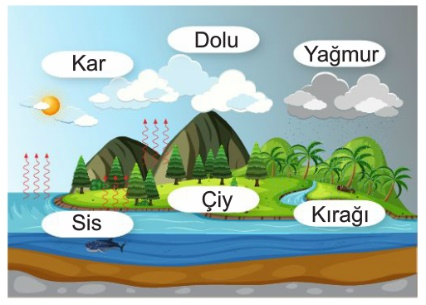 Kar
Dolu
Yağmur
Sis
Çiy
Kırağı